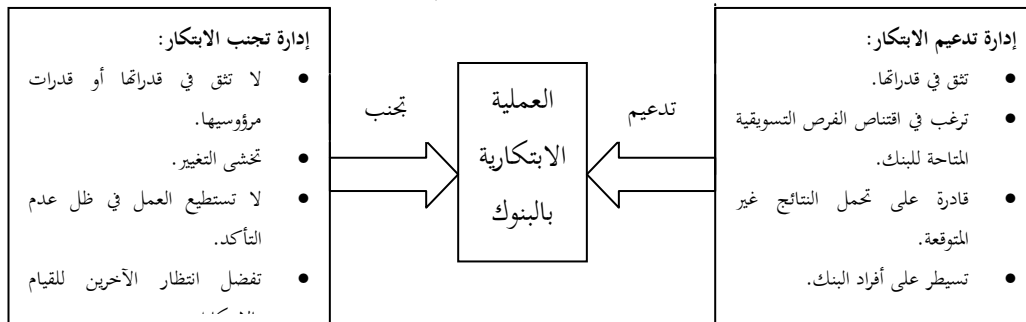 إدارة تدعيم الابتكار:
● تثق في قدراتها.
● ترغب في اقتناص الفرص التسويقية
المتاحة للبنك.
● قادرة على تحمل النتائج غير
المتوقعة.
● تسيطر على أفراد البنك.
تدعيم
العملية
الابتكارية
بالبنوك
تجنب
إدارة تجنب الابتكار:
● لا تثق في قدراتها أو قدرات
مرؤوسيها.
● تخشى التغيير.
● لا تستطيع العمل في ظل عدم
التأكد.
● تفضل انتظار الآخرين للقيام